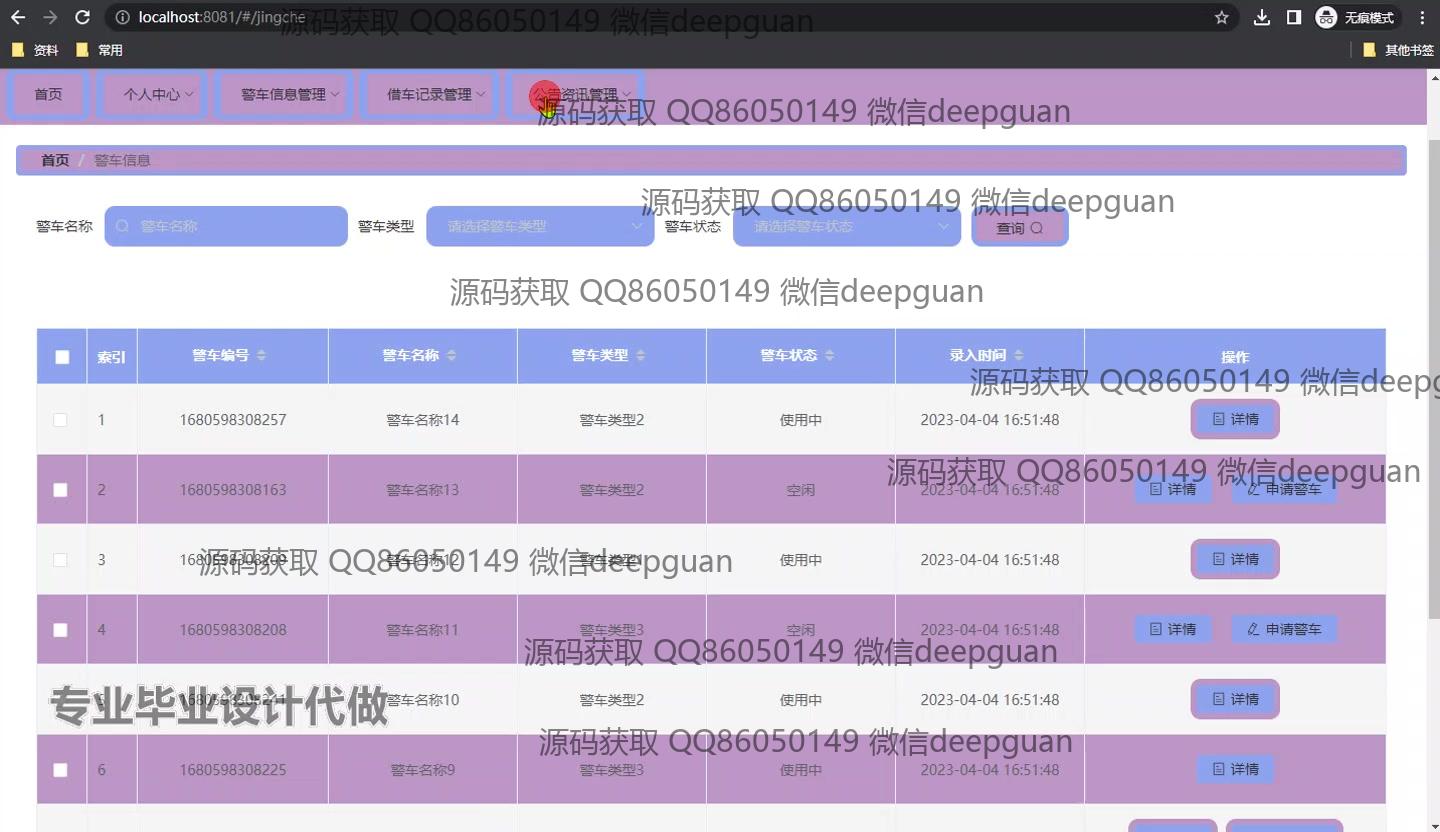 localhost:8081/#/jingche
无痕模式
资料
常用
其他书签
源码获取 QQ86050149 微信deepguan
首页
个人中心
警车信息管理
借车记录管理
公告资讯管理
源码获取 QQ86050149 微信deepguan
首页 / 警车信息
源码获取 QQ86050149 微信deepguan
警车名称 警车名称 警车类型 请选择警车类型 警车状态 请选择警车状态 查询
源码获取 QQ86050149 微信deepguan
索引 警车编号 警车名称 警车类型 警车状态 录入时间 操作
源码获取 QQ86050149 微信deepg
1 1680598308257 警车名称14 警车类型2 使用中 2023-04-04 16:51:48 详情
源码获取 QQ86050149 微信deepguan
2 1680598308163 警车名称13 警车类型2 空闲 2023-04-04 16:51:48 详情 申请警车
源码获取 QQ86050149 微信deepguan
3 警车名称12 警车类型1 使用中 2023-04-04 16:51:48 详情
4 1680598308208 警车名称11 警车类型3 空闲 2023-04-04 16:51:48 详情 申请警车
源码获取 QQ86050149 微信deepguan
专业毕业设计代做
警车名称10 警车类型2 使用中 2023-04-04 16:51:48 详情
源码获取 QQ86050149 微信deepguan
6 1680598308225 警车名称9 警车类型3 使用中 2023-04-04 16:51:48 详情